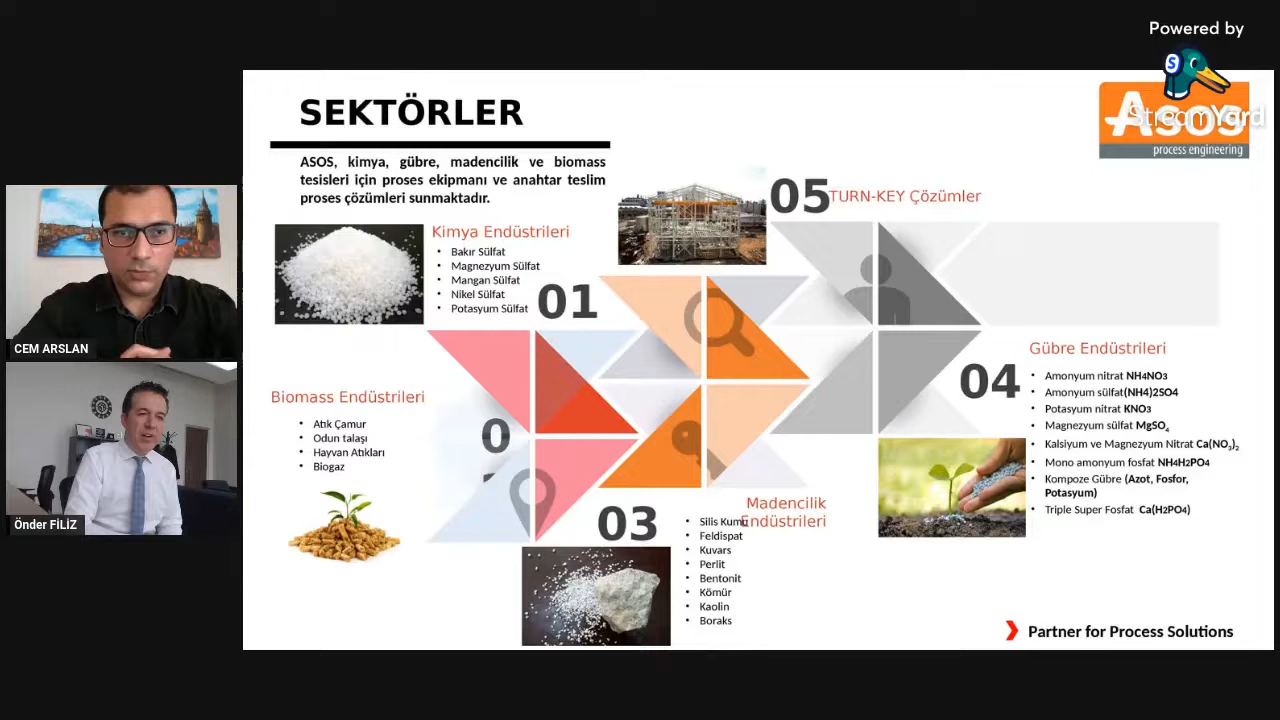 Powered by
StreamYard
SEKTÖRLER
Asos
process engineering
ASOS, kimya, gübre, madencilik ve biomass
tesisleri için proses ekipmanı ve anahtar teslim
proses çözümleri sunmaktadır.
05
TURN-KEY Çözümler
Kimya Endüstrileri
• Bakır Sülfat
• Magnezyum Sülfat
• Mangan Sülfat
• Nikel Sülfat
• Potasyum Sülfat
01
CEM ARSLAN
Önder FİLİZ
Biomass Endüstrileri
• Atık Çamur
• Odun talaşı
• Hayvan Atıkları
• Biogaz
0
04
Gübre Endüstrileri
• Amonyum nitrat NH4NO3
• Amonyum sülfat(NH4)2SO4
• Potasyum nitrat KNO3
• Magnezyum sülfat MgSO4
• Kalsiyum ve Magnezyum Nitrat Ca(NO3)2
• Mono amonyum fosfat NH4H2PO4
• Kompoze Gübre (Azot, Fosfor,
Potasyum)
• Triple Super Fosfat Ca(H2PO4)
03
Madencilik
Endüstrileri
• Silis Kumu
• Feldispat
• Kuvars
• Perlit
• Bentonit
• Kömür
• Kaolin
• Boraks
Partner for Process Solutions